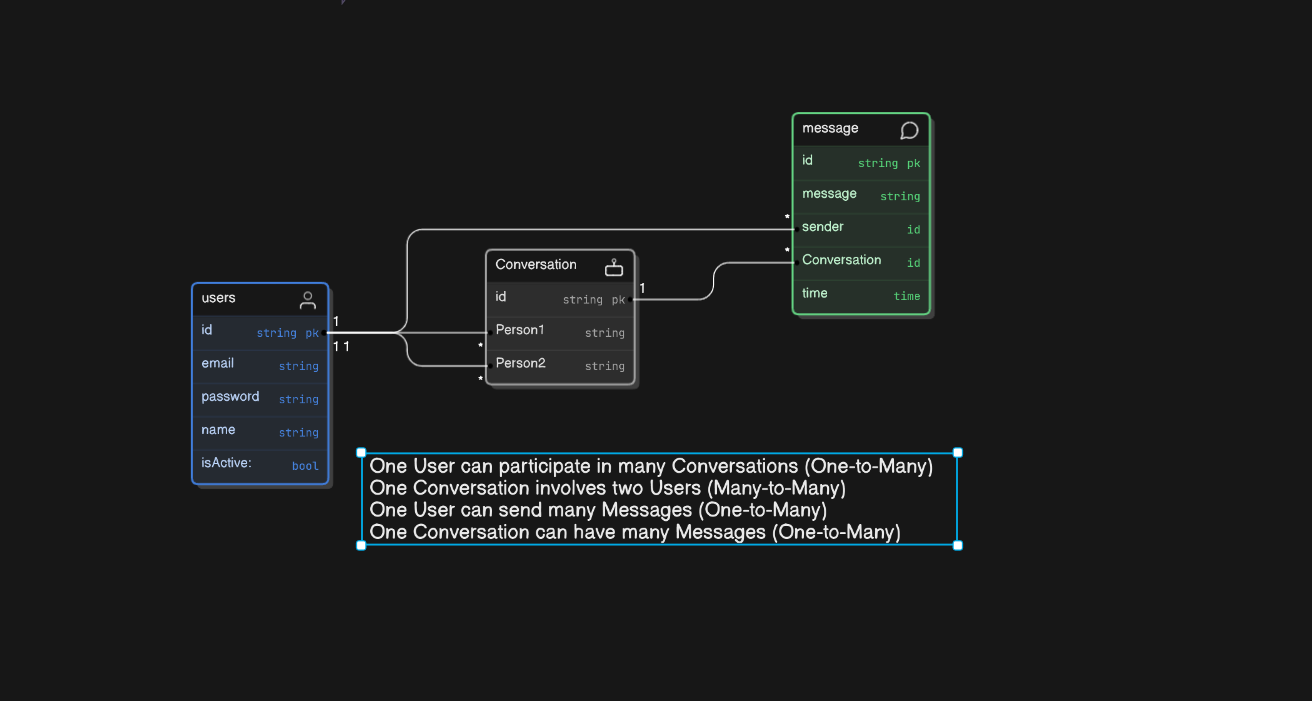 message
id string pk
message string
*
sender id
*
Conversation id
time time
Conversation
1
id string pk
Person1 string
*
Person2 string
*
users
1
id string pk
1 1
email string
password string
name string
isActive: bool
One User can participate in many Conversations (One-to-Many)
One Conversation involves two Users (Many-to-Many)
One User can send many Messages (One-to-Many)
One Conversation can have many Messages (One-to-Many)